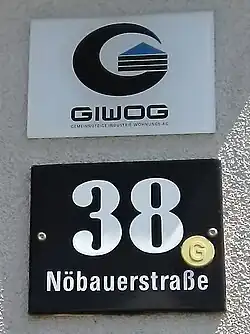 GIWOG
GEMEINNÜTZIGE INDUSTRIE-WOHNUNGS-AG
38
G
Nöbauerstraße